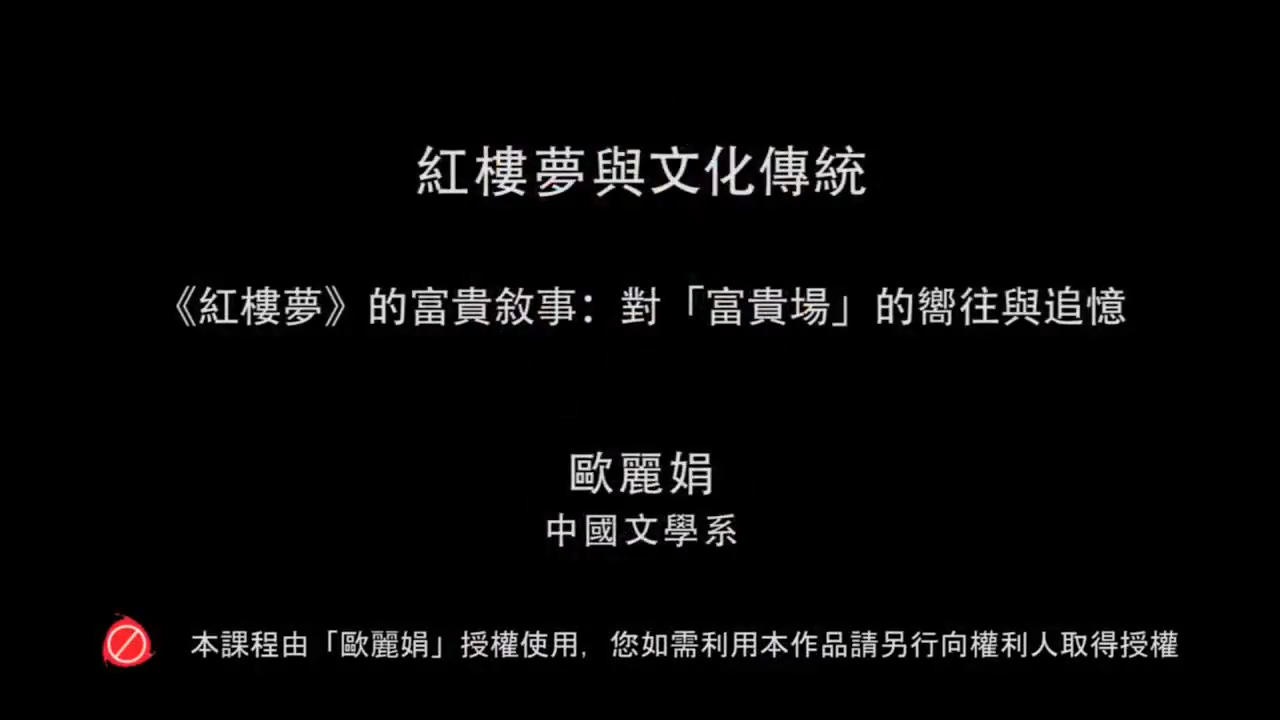 紅樓夢與文化傳統
《紅樓夢》的富貴敘事：對「富貴場」的嚮往與追憶
歐麗娟
中國文學系
本課程由「歐麗娟」授權使用，您如需利用本作品請另行向權利人取得授權